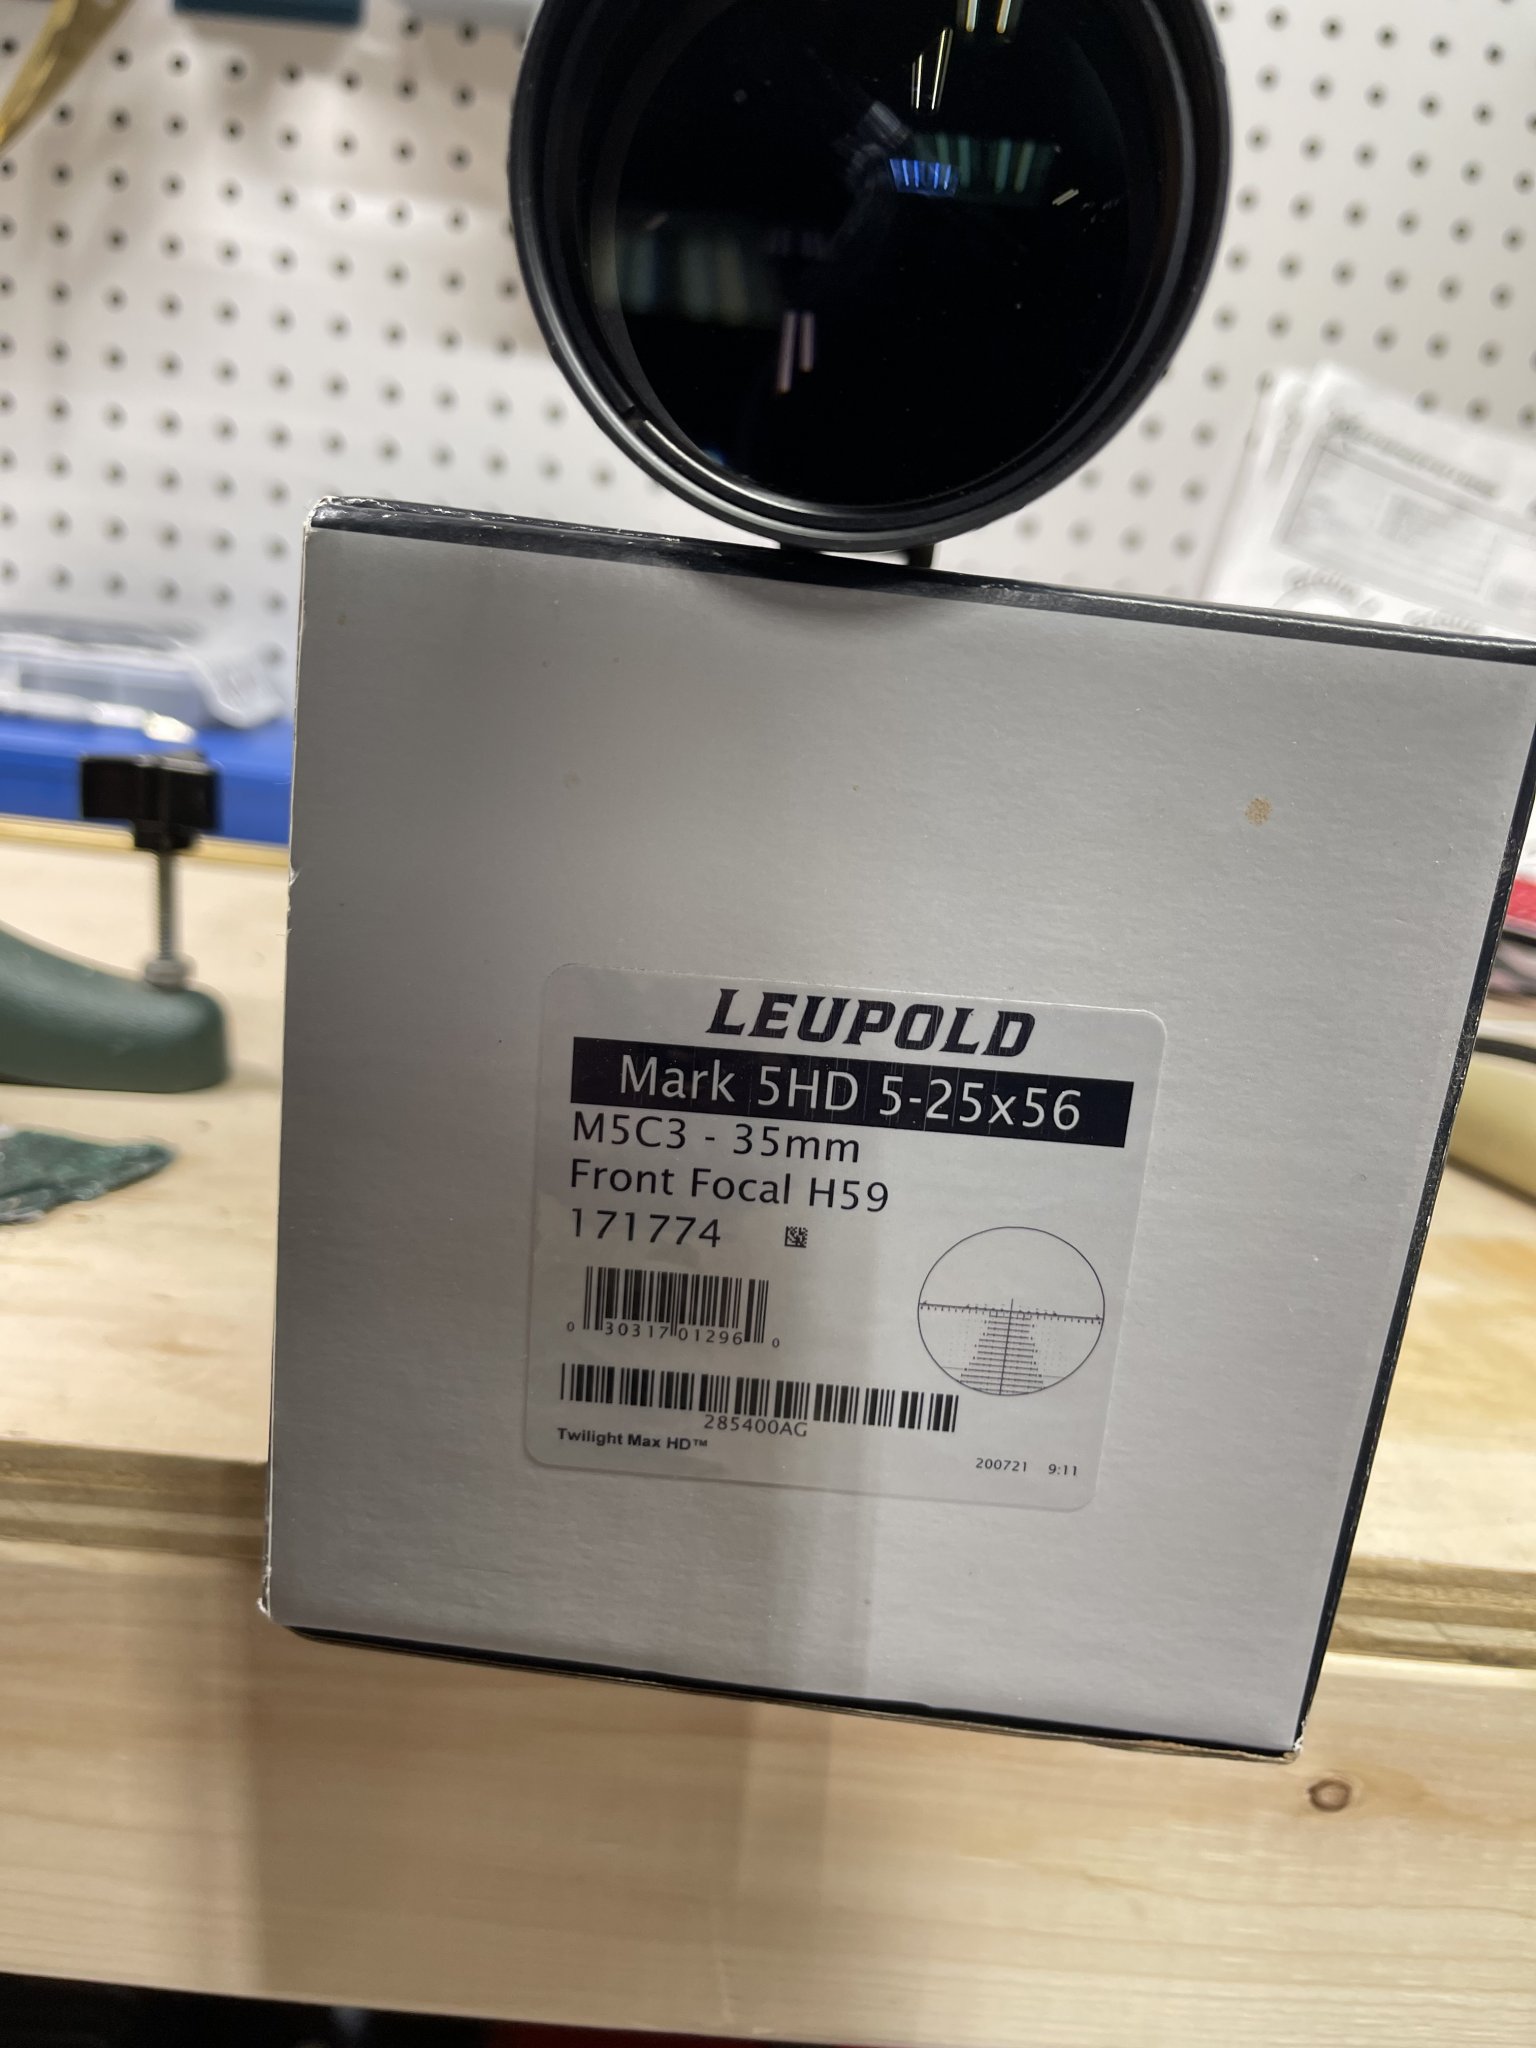 LEUPOLD
Mark 5HD 5-25x56
M5C3 - 35mm
Front Focal H59
171774
0 30317 01296 0
285400AG
Twilight Max HD™
200721 9:11